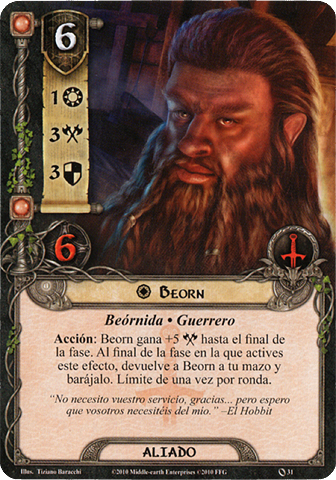 6
1
3
3
6
Beorn
Beórnida • Guerrero
Acción: Beorn gana +5 hasta el final de
la fase. Al final de la fase en la que actives
este efecto, devuelve a Beorn a tu mazo y
barájalo. Límite de una vez por ronda.
“No necesito vuestro servicio, gracias... pero espero
que vosotros necesitéis del mío.” –El Hobbit
ALIADO
Illus. Tiziano Baracchi ©2010 Middle-earth Enterprises ©2010 FFG 31